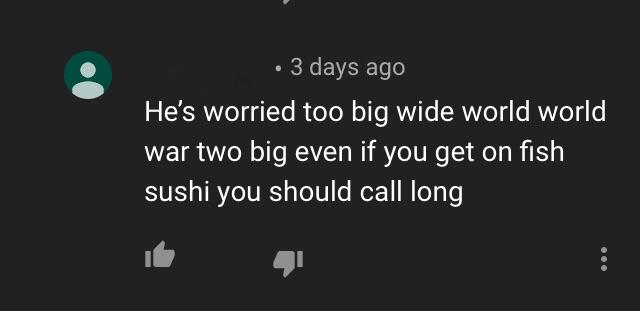 • 3 days ago
He’s worried too big wide world world
war two big even if you get on fish
sushi you should call long